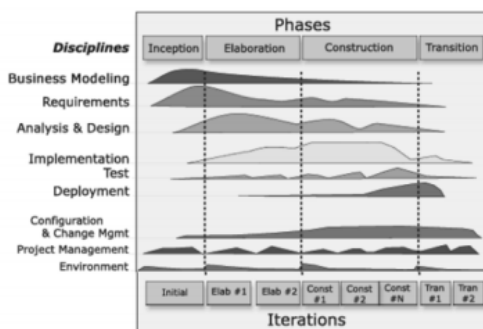 Phases
Disciplines Inception Elaboration Construction Transition
Business Modeling
Requirements
Analysis & Design
Implementation
Test
Deployment
Configuration
& Change Mgmt
Project Management
Environment
Initial Elab #1 Elab #2 Const #1 Const #2 Const #N Tran #1 Tran #2
Iterations